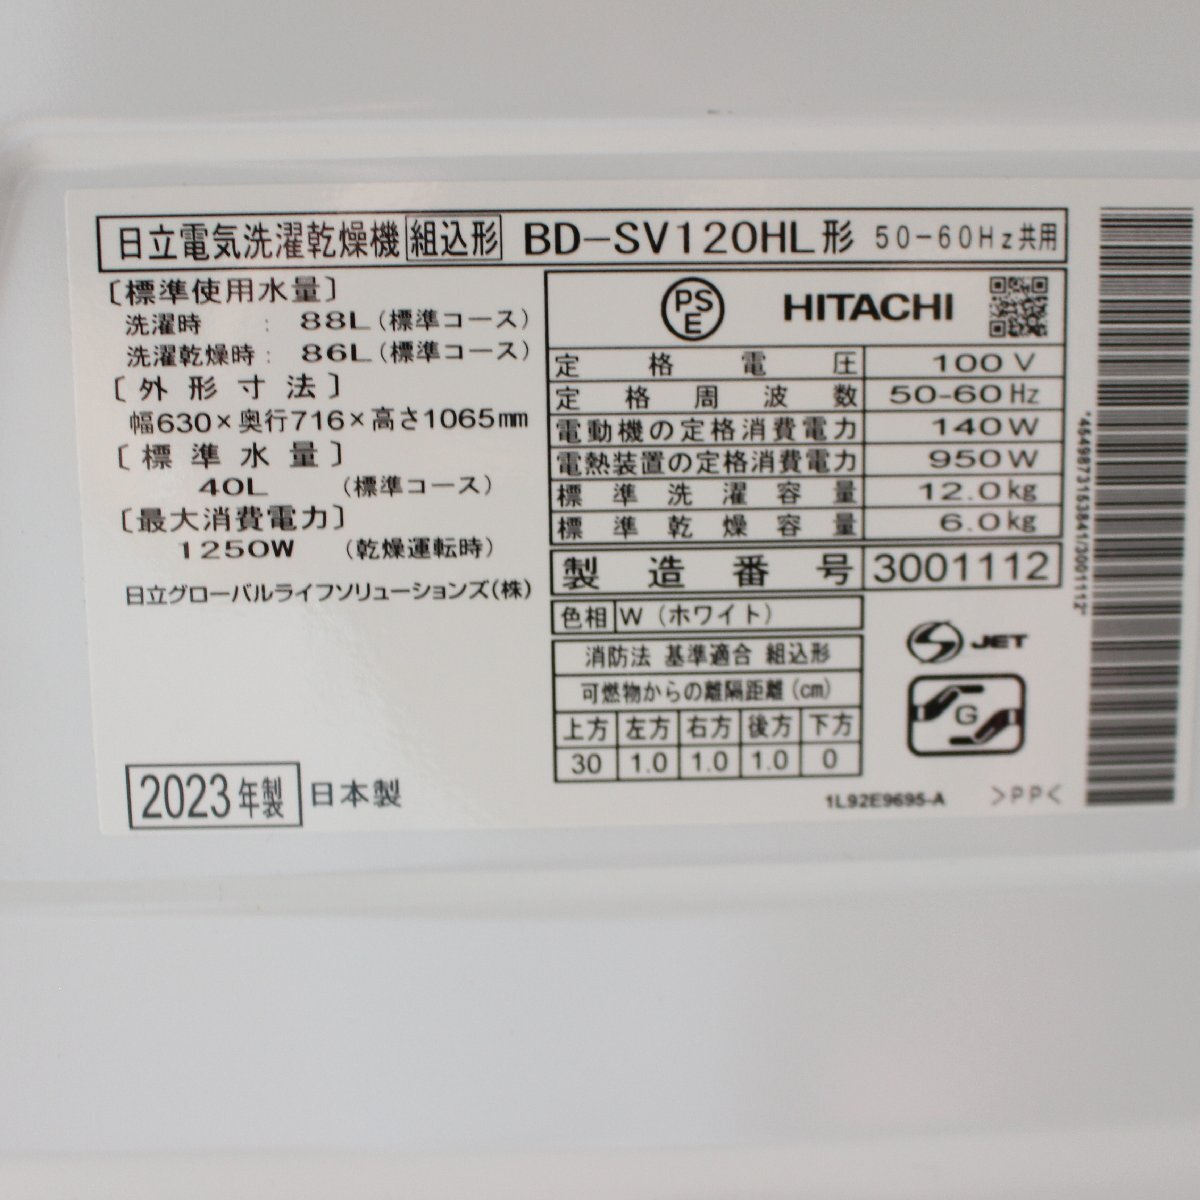 日立電気洗濯乾燥機 組込形 BD-SV120HL形 50-60Hz共用
〔標準使用水量〕
洗濯時 : 88L(標準コース)
洗濯乾燥時: 86L(標準コース)
〔外形寸法〕
幅630×奥行716×高さ1065mm
〔標準水量〕
40L (標準コース)
〔最大消費電力〕
1250W (乾燥運転時)
日立グローバルライフソリューションズ(株)
2023年製 日本製
PSE HITACHI
定格電圧 100V
定格周波数 50-60Hz
電動機の定格消費電力 140W
電熱装置の定格消費電力 950W
標準洗濯容量 12.0kg
標準乾燥容量 6.0kg
製造番号 3001112
色相 W(ホワイト)
消防法 基準適合 組込形
可燃物からの離隔距離(cm)
上方 左方 右方 後方 下方
30 1.0 1.0 1.0 0
S JET
G
1L92E9695-A >PP<